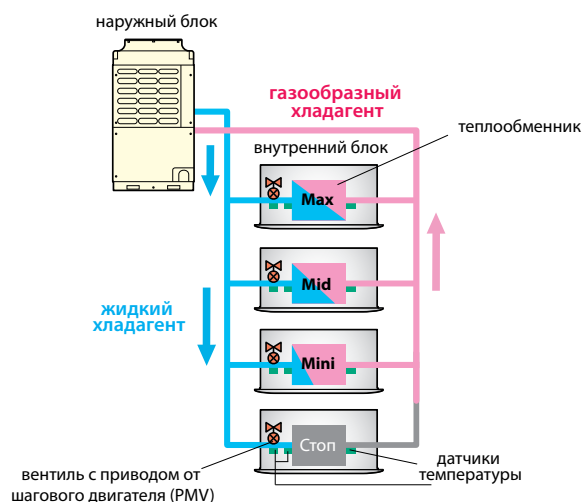 наружный блок
газообразный
хладагент
теплообменник
внутренний блок
Max
Mid
жидкий
хладагент
Mini
Стоп
вентиль с приводом от
шагового двигателя (PMV)
датчики
температуры